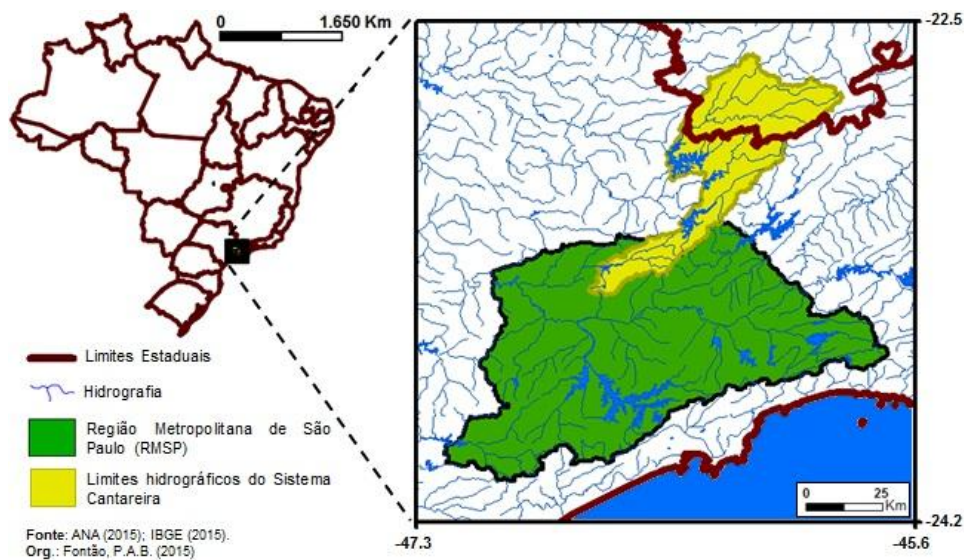 0 1.650 Km
-22.5
Limites Estaduais
Hidrografia
Região Metropolitana de São
Paulo (RMSP)
Limites hidrográficos do Sistema
Cantareira
Fonte: ANA (2015); IBGE (2015).
Org.: Fontão, P.A.B. (2015)
0 25
Km
-24.2
-47.3 -45.6